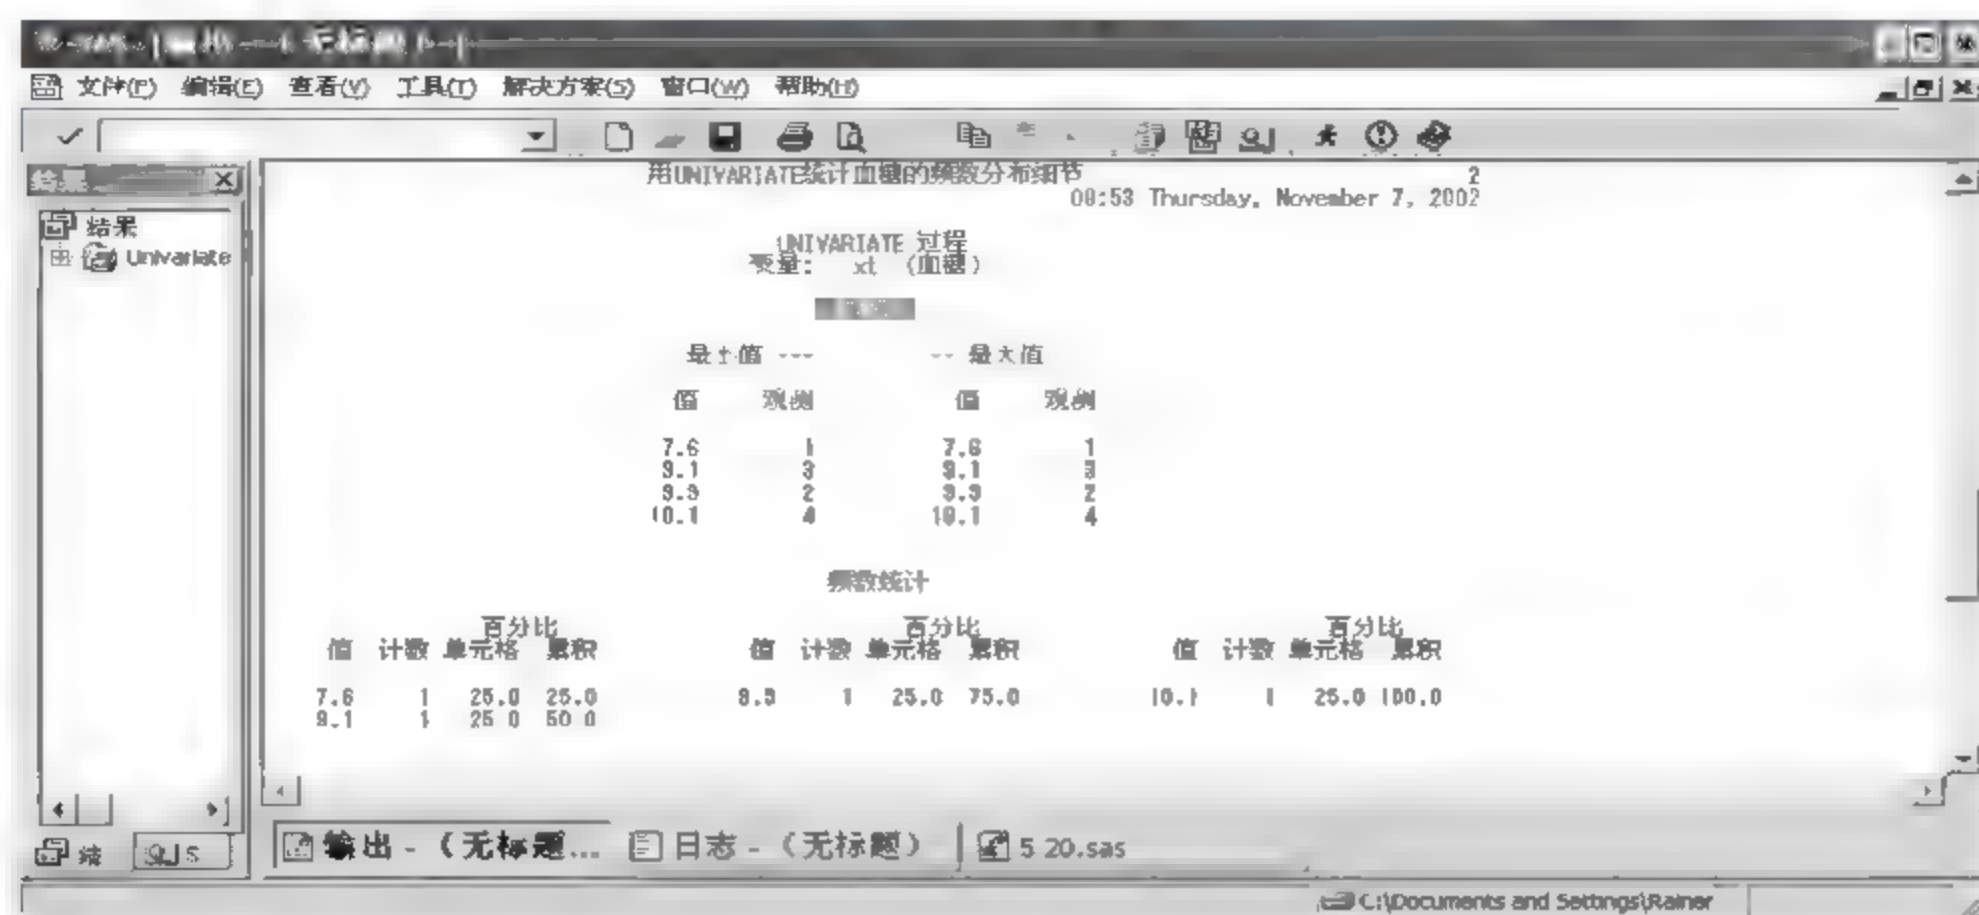 文件(F) 编辑(E) 查看(V) 工具(T) 解决方案(S) 窗口(W) 帮助(H)
结果
用UNIVARIATE统计血糖的频数分布细节 2
Thursday, November 7, 2002
结果
Univariate
UNIVARIATE 过程
变量: xt (血糖)
最小值 --- -- 最大值
值 观测 值 观测
7.6 1 7.6 1
9.1 3 9.1 3
9.9 2 9.9 2
10.1 4 10.1 4
频数统计
百分比 百分比 百分比
值 计数 单元格 累积 值 计数 单元格 累积 值 计数 单元格 累积
7.6 1 25.0 25.0 9.9 1 25.0 75.0 10.1 1 25.0 100.0
9.1 1 25.0 50.0
结 S 输出 - (无标题... 日志 - (无标题) 5 20.sas
C:\Documents and Settings\Rainer